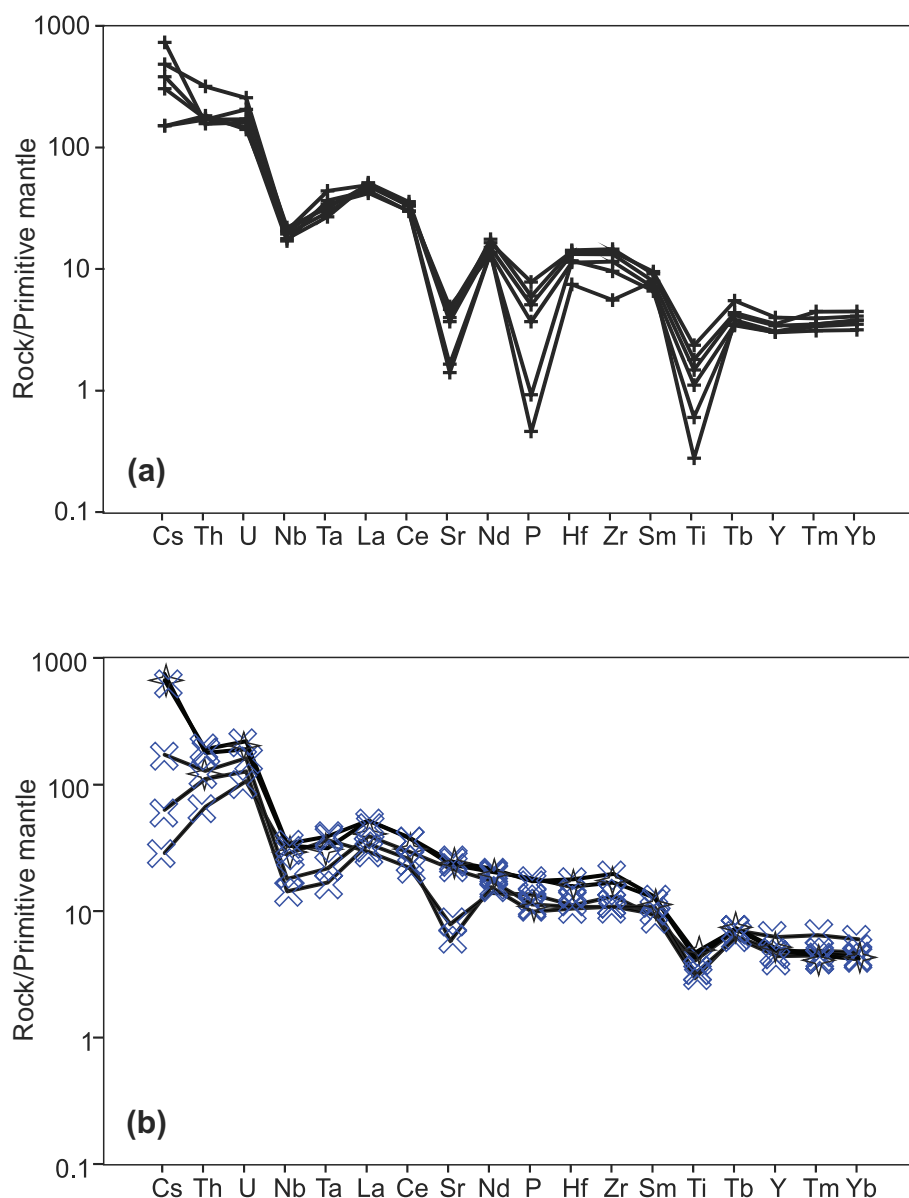 1000
100
10
1
0.1
Rock/Primitive mantle
(a)
Cs Th U Nb Ta La Ce Sr Nd P Hf Zr Sm Ti Tb Y Tm Yb
1000
100
10
1
0.1
Rock/Primitive mantle
(b)
Cs Th U Nb Ta La Ce Sr Nd P Hf Zr Sm Ti Tb Y Tm Yb